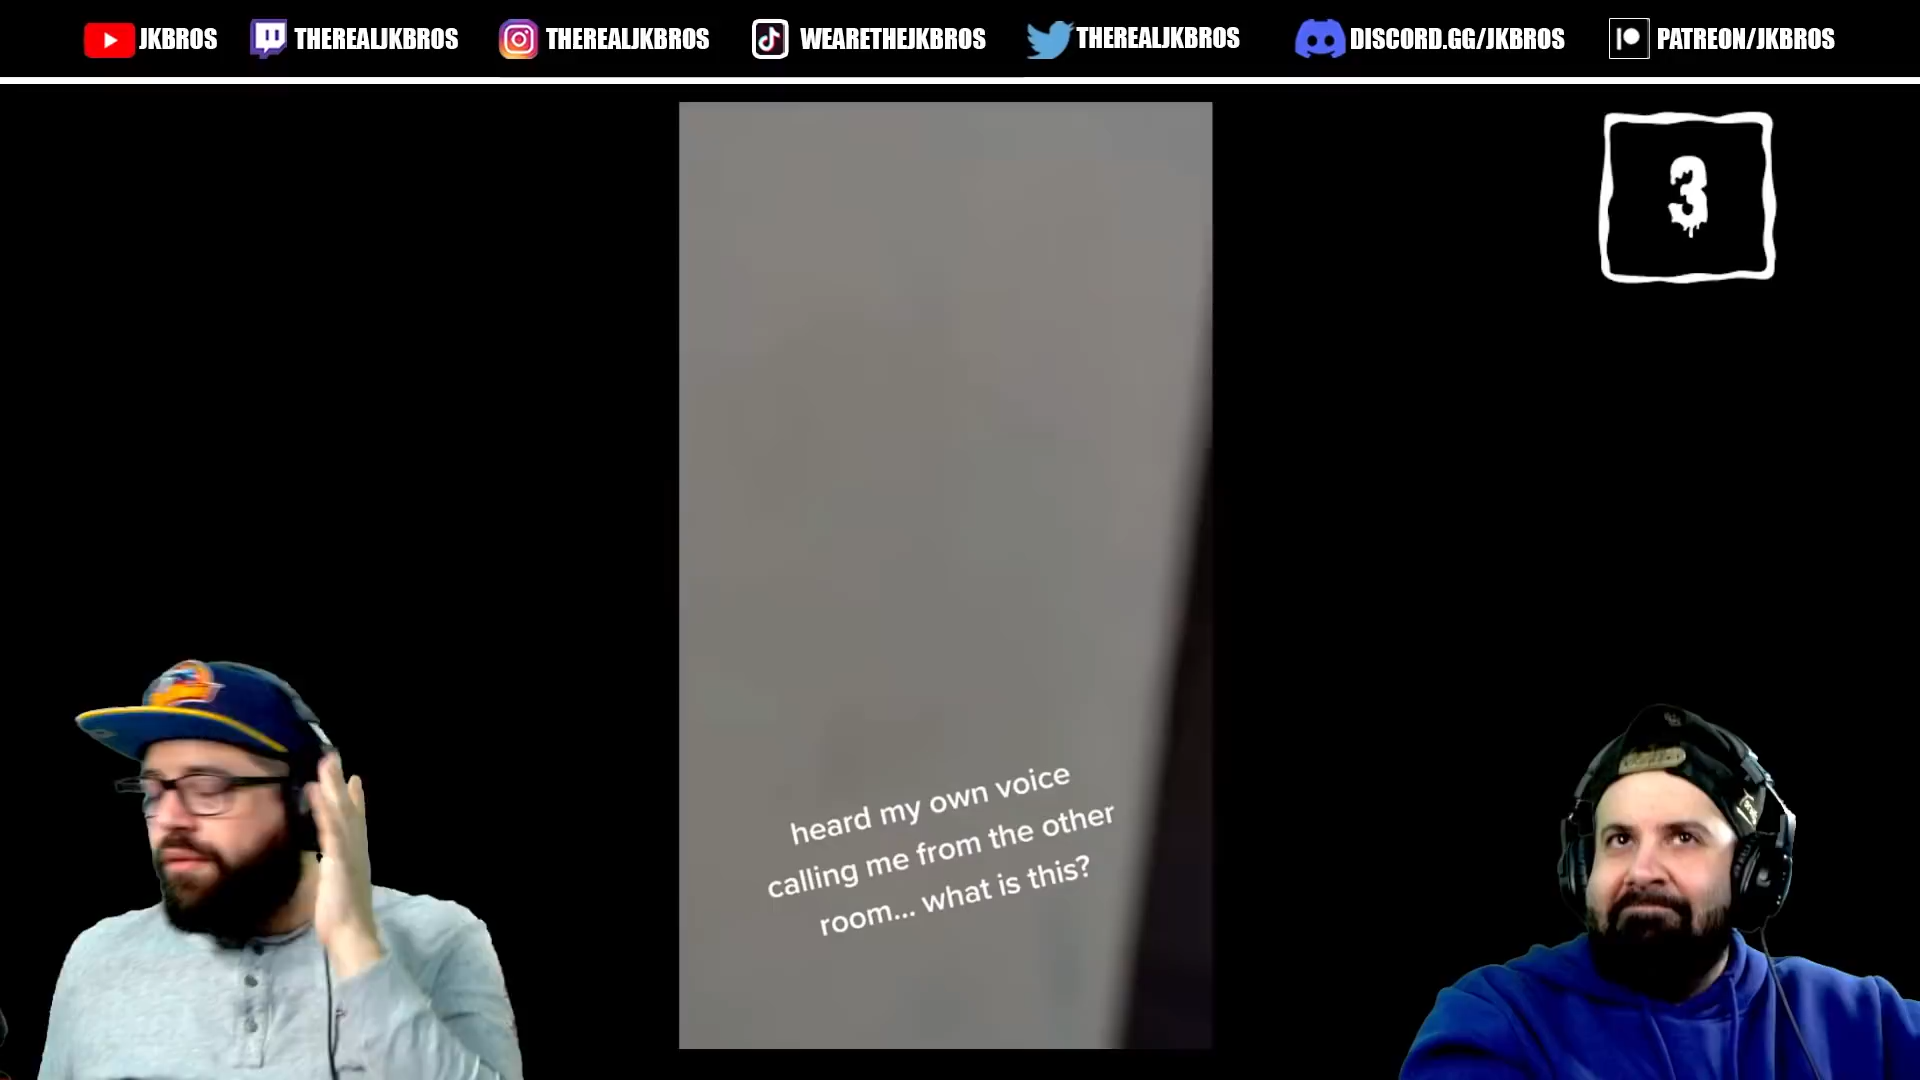 JKBROS THEREALJKBROS THEREALJKBROS WEARETHEJKBROS THEREALJKBROS DISCORD.GG/JKBROS PATREON/JKBROS
3
heard my own voice
calling me from the other
room... what is this?